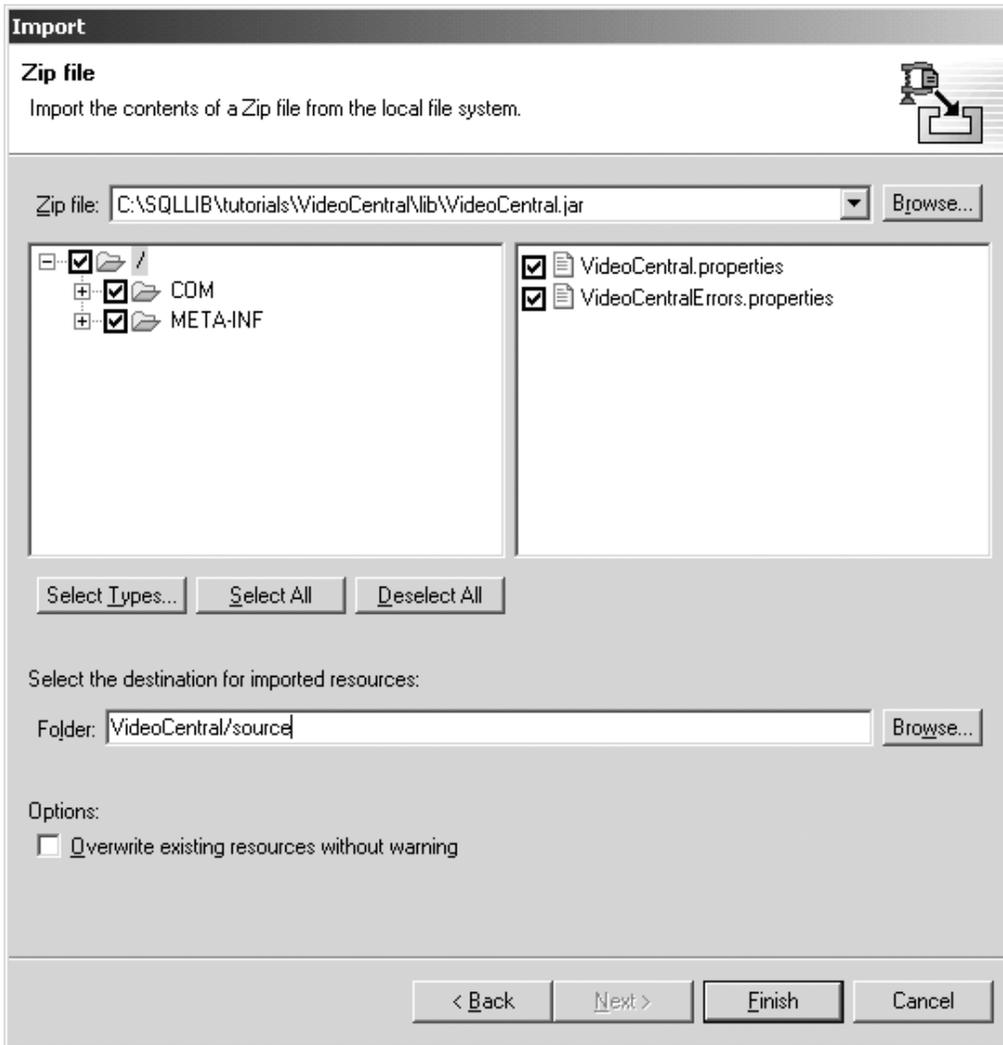 Import
Zip file
Import the contents of a Zip file from the local file system.
Zip file: C:\SQLLIB\tutorials\VideoCentral\lib\VideoCentral.jar Browse...
/
COM
META-INF
VideoCentral.properties
VideoCentralErrors.properties
Select Types... Select All Deselect All
Select the destination for imported resources:
Folder: VideoCentral/source Browse...
Options:
Overwrite existing resources without warning
< Back Next > Finish Cancel